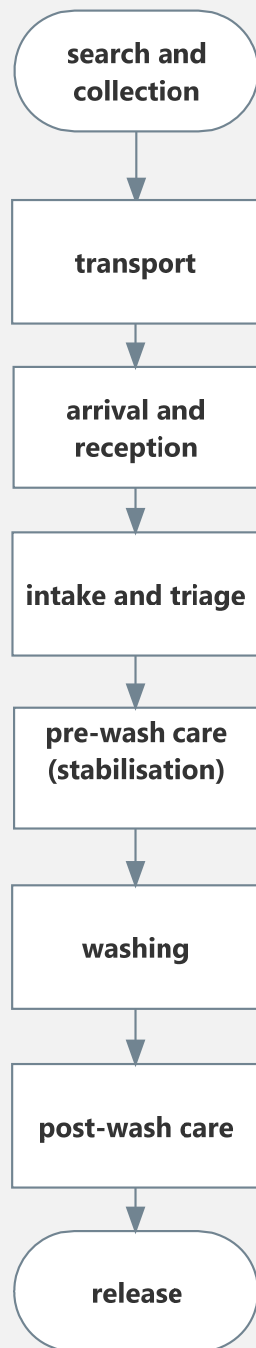 search and
collection
transport
arrival and
reception
intake and triage
pre-wash care
(stabilisation)
washing
post-wash care
release